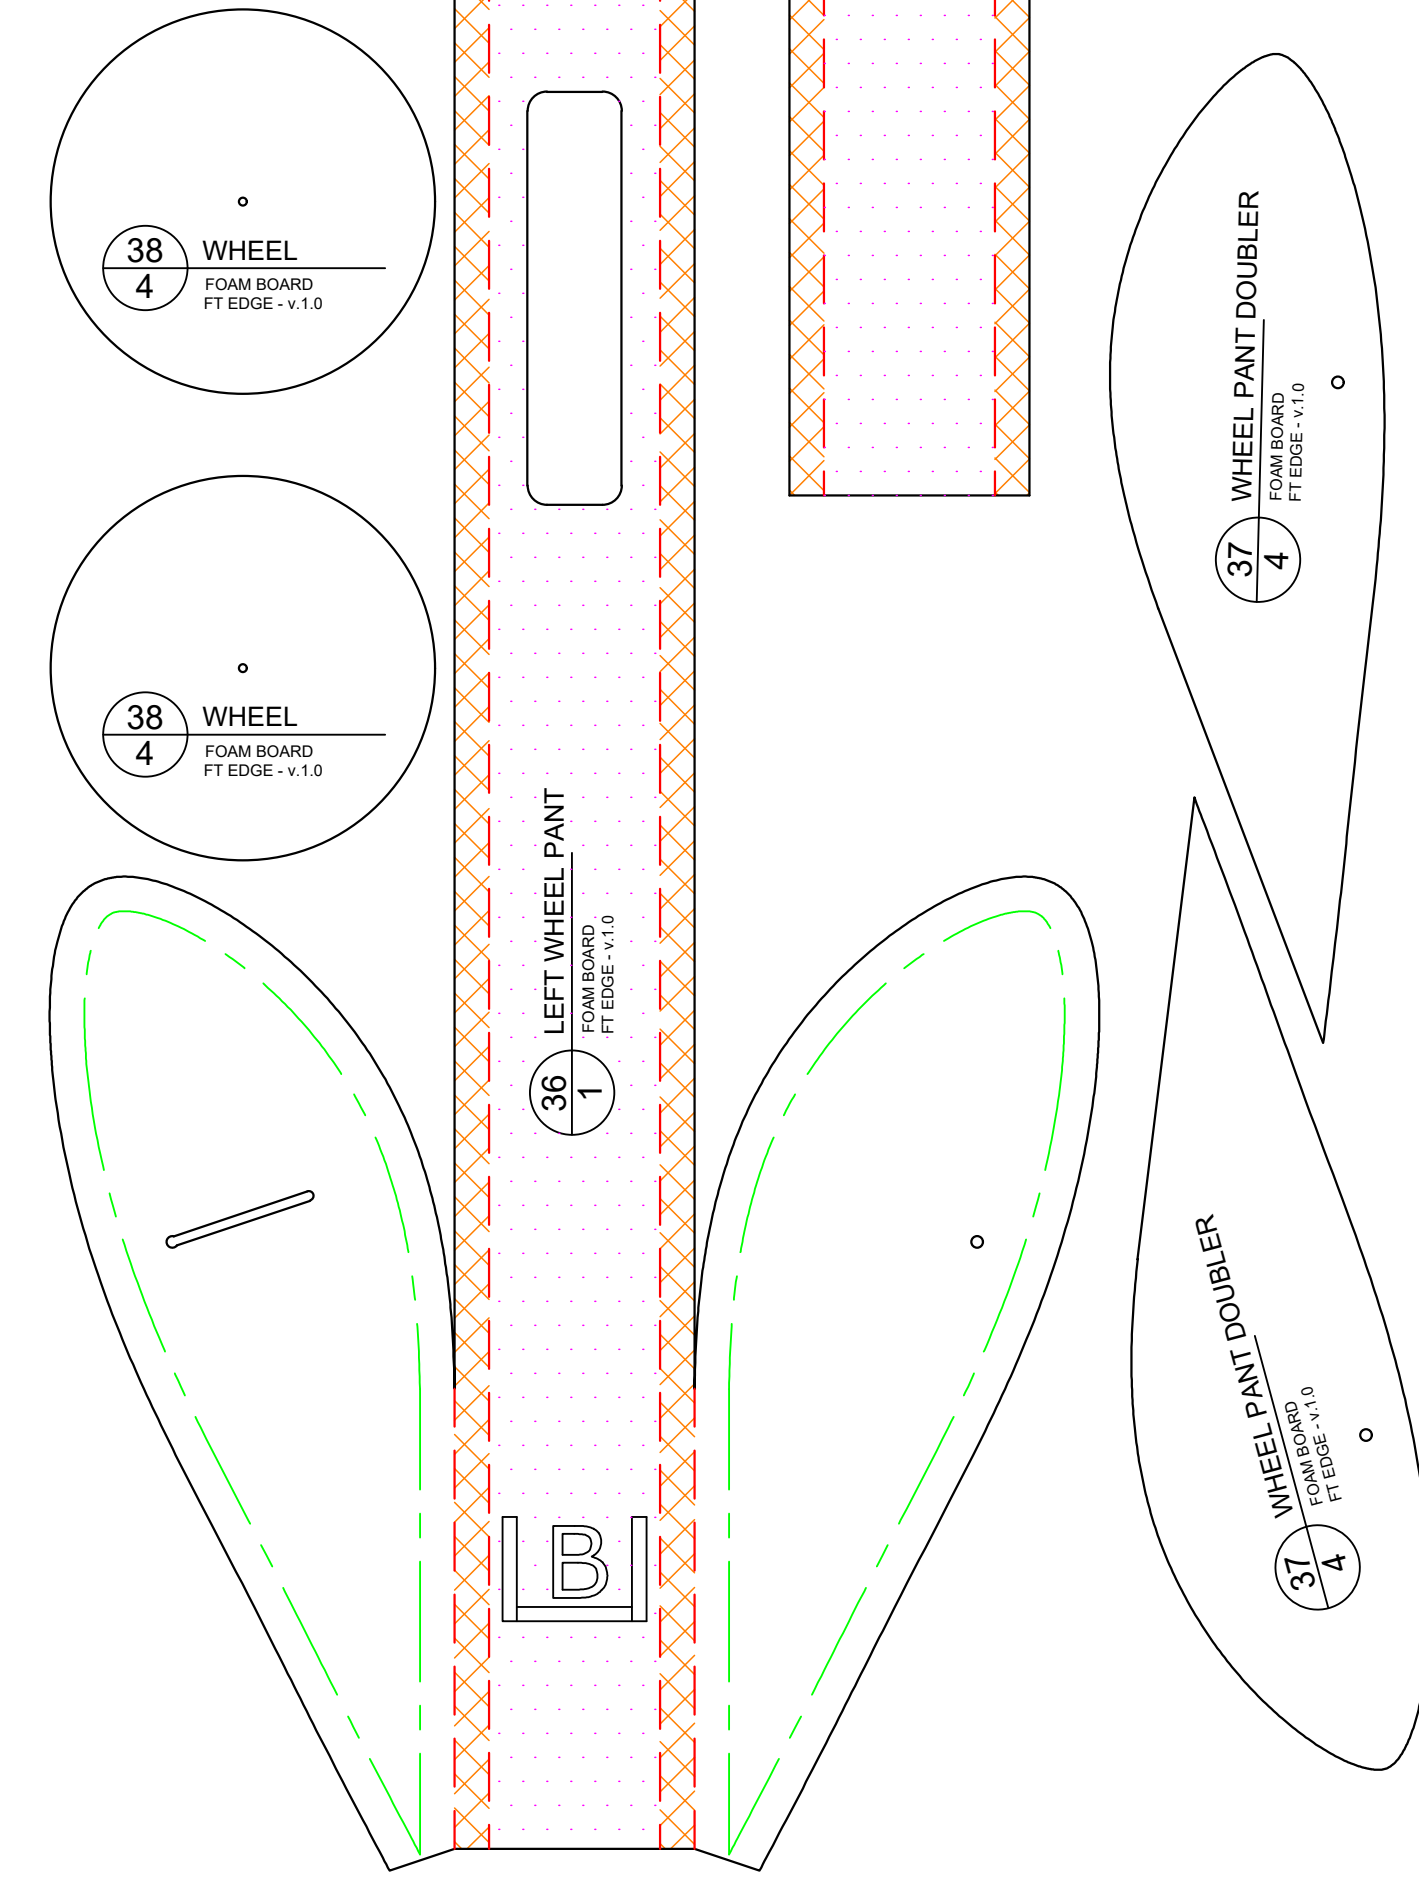 38
4
WHEEL
FOAM BOARD
FT EDGE - v.1.0
38
4
WHEEL
FOAM BOARD
FT EDGE - v.1.0
36
1
LEFT WHEEL PANT
FOAM BOARD
FT EDGE - v.1.0
B
37
4
WHEEL PANT DOUBLER
FOAM BOARD
FT EDGE - v.1.0
37
4
WHEEL PANT DOUBLER
FOAM BOARD
FT EDGE - v.1.0